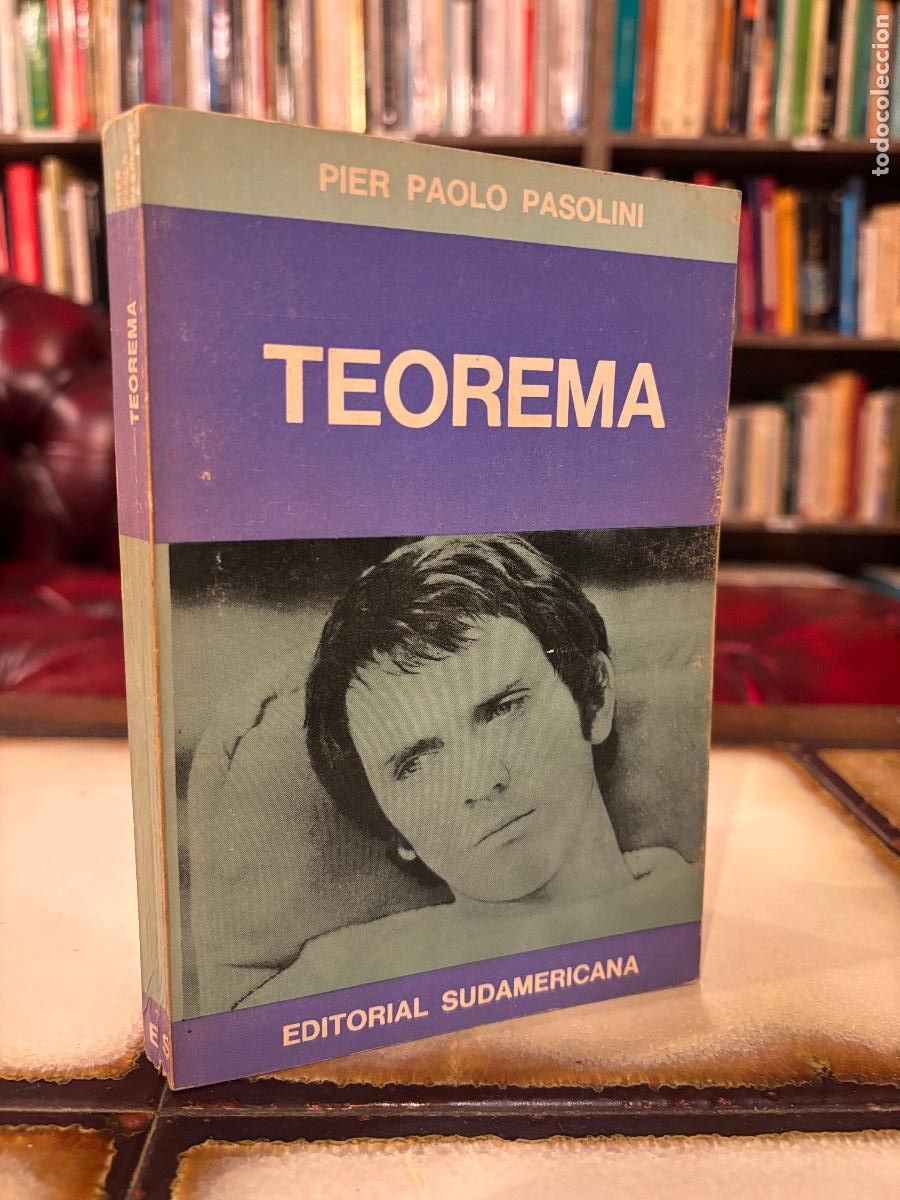 PIER PAOLO PASOLINI
TEOREMA
EDITORIAL SUDAMERICANA
TEOREMA
E S
todocoleccion